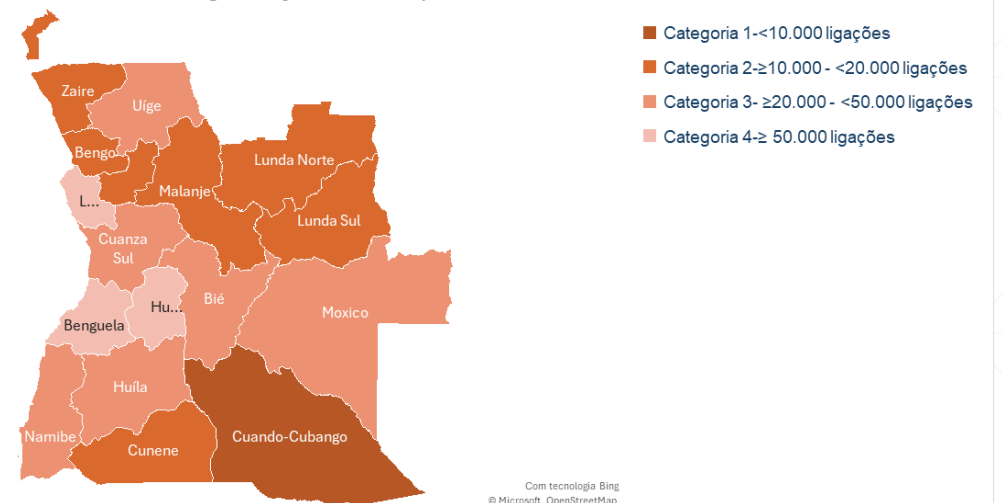 Categoria 1-<10.000 ligações
Categoria 2-≥10.000 - <20.000 ligações
Categoria 3- ≥20.000 - <50.000 ligações
Categoria 4-≥ 50.000 ligações
Zaire
Uíge
Bengo
Lunda Norte
Malanje
L...
Lunda Sul
Cuanza
Sul
Bié
Hu...
Moxico
Benguela
Huíla
Namibe
Cuando-Cubango
Cunene
Com tecnologia Bing
© Microsoft, OpenStreetMap